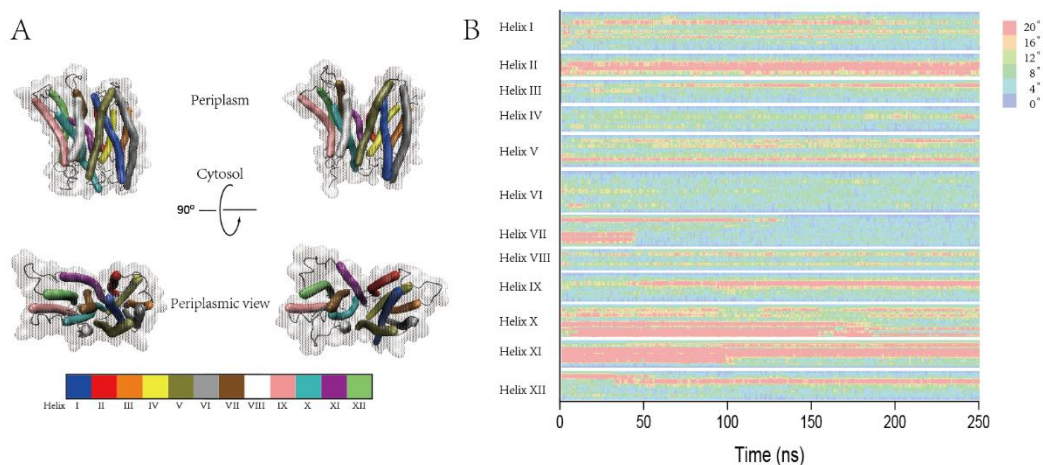 A
Periplasm
Cytosol
90°
Periplasmic view
Helix I II III IV V VI VII VIII IX X XI XII
B
Helix I
Helix II
Helix III
Helix IV
Helix V
Helix VI
Helix VII
Helix VIII
Helix IX
Helix X
Helix XI
Helix XII
0 50 100 150 200 250
Time (ns)
20°
16°
12°
8°
4°
0°